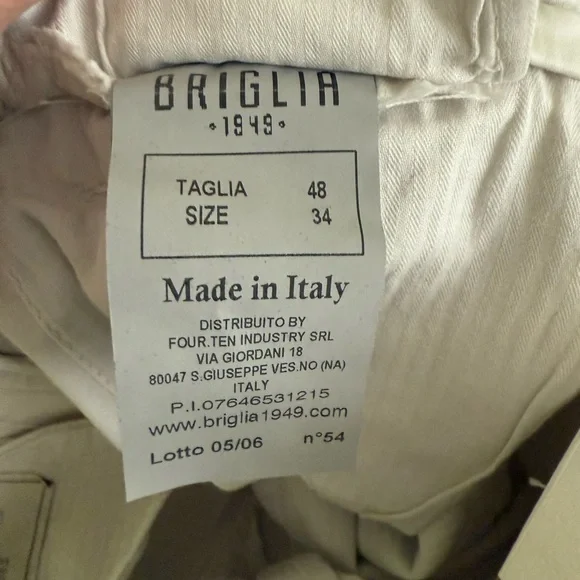 BRIGLIA
•1949•
TAGLIA 48
SIZE 34
Made in Italy
DISTRIBUITO BY
FOUR.TEN INDUSTRY SRL
VIA GIORDANI 18
80047 S.GIUSEPPE VES.NO (NA)
ITALY
P.I.07646531215
www.briglia1949.com
Lotto 05/06 n°54